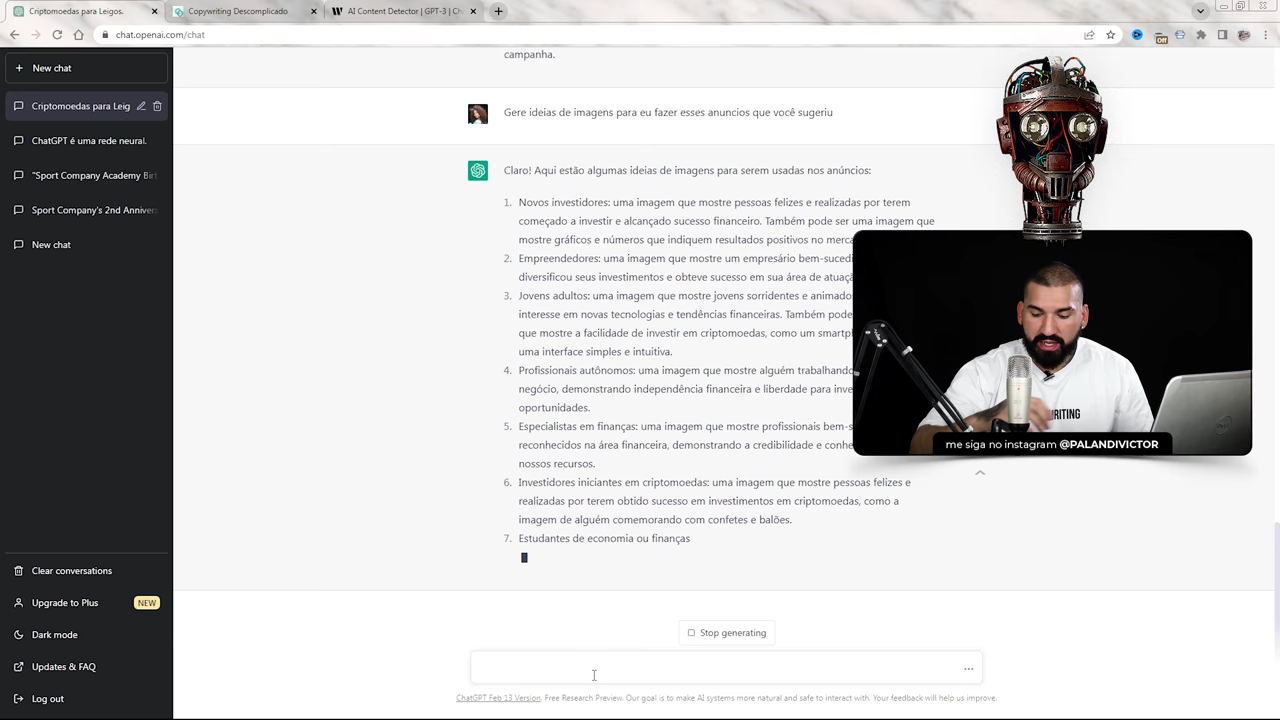 Criptomoedas para Leigos.
Copywriting Descomplicado
AI Content Detector | GPT-3 | Ch
chat.openai.com/chat
Off
New chat
Criptomoedas para Leig
ChatGPT é uma rede neural.
"Sport Company Academy Birt
Sport Company's 2nd Annivers
New chat
Clear conversations
Upgrade to Plus
NEW
Dark mode
Updates & FAQ
Log out
campanha.
Gere ideias de imagens para eu fazer esses anuncios que você sugeriu
Claro! Aqui estão algumas ideias de imagens para serem usadas nos anúncios:
1. Novos investidores: uma imagem que mostre pessoas felizes e realizadas por terem
começado a investir e alcançado sucesso financeiro. Também pode ser uma imagem que
mostre gráficos e números que indiquem resultados positivos no merca
2. Empreendedores: uma imagem que mostre um empresário bem-sucedi
diversificou seus investimentos e obteve sucesso em sua área de atuaç
3. Jovens adultos: uma imagem que mostre jovens sorridentes e animado
interesse em novas tecnologias e tendências financeiras. Também pode
que mostre a facilidade de investir em criptomoedas, como um smartpl
uma interface simples e intuitiva.
4. Profissionais autônomos: uma imagem que mostre alguém trabalhando
negócio, demonstrando independência financeira e liberdade para inve
oportunidades.
5. Especialistas em finanças: uma imagem que mostre profissionais bem-s
reconhecidos na área financeira, demonstrando a credibilidade e conhe
nossos recursos.
6. Investidores iniciantes em criptomoedas: uma imagem que mostre pessoas felizes e
realizadas por terem obtido sucesso em investimentos em criptomoedas, como a
imagem de alguém comemorando com confetes e balões.
7. Estudantes de economia ou finanças
RITING
me siga no instagram @PALANDIVICTOR
Stop generating
ChatGPT Feb 13 Version. Free Research Preview. Our goal is to make AI systems more natural and safe to interact with. Your feedback will help us improve.